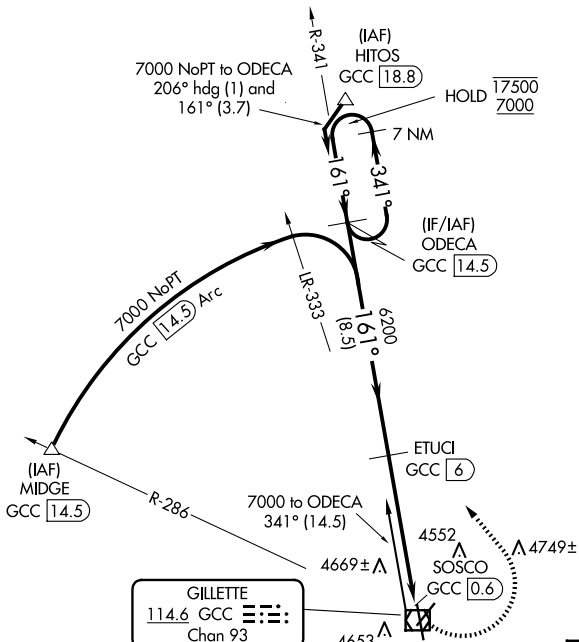 R-341
(IAF)
HITOS
GCC 18.8
7000 NoPT to ODECA
206° hdg (1) and
161° (3.7)
HOLD 17500
7000
7 NM
161°
341°
(IF/IAF)
ODECA
GCC 14.5
LR-333
7000 NoPT
GCC 14.5 Arc
6200
161°
(8.5)
ETUCI
GCC 6
(IAF)
MIDGE
GCC 14.5
R-286
7000 to ODECA
341° (14.5)
4552
4749±
4669±
SOSCO
GCC 0.6
GILLETTE
114.6 GCC
Chan 93
4653